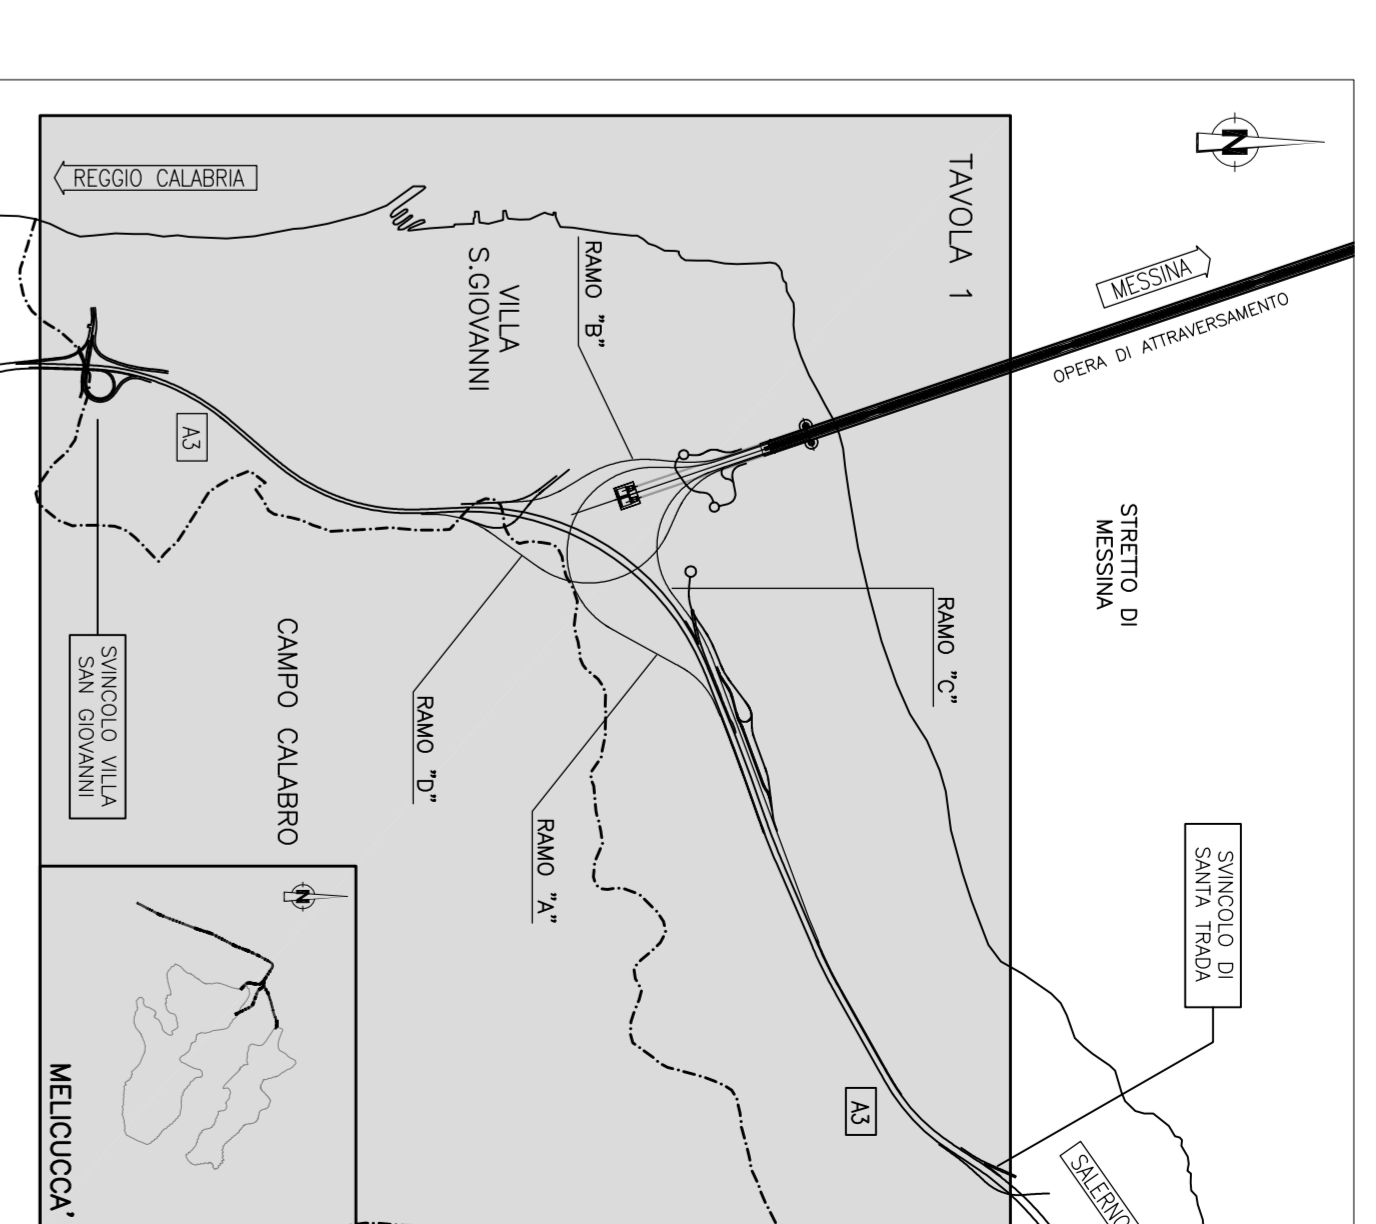 N
REGGIO CALABRIA
TAVOLA 1
MESSINA
OPERA DI ATTRAVERSAMENTO
RAMO "B"
VILLA
S.GIOVANNI
A3
STRETTO DI
MESSINA
RAMO "C"
CAMPO CALABRO
SVINCOLO VILLA
SAN GIOVANNI
RAMO "D"
RAMO "A"
SVINCOLO DI
SANTA TRADA
N
A3
MELICUCCA'
SALERNO